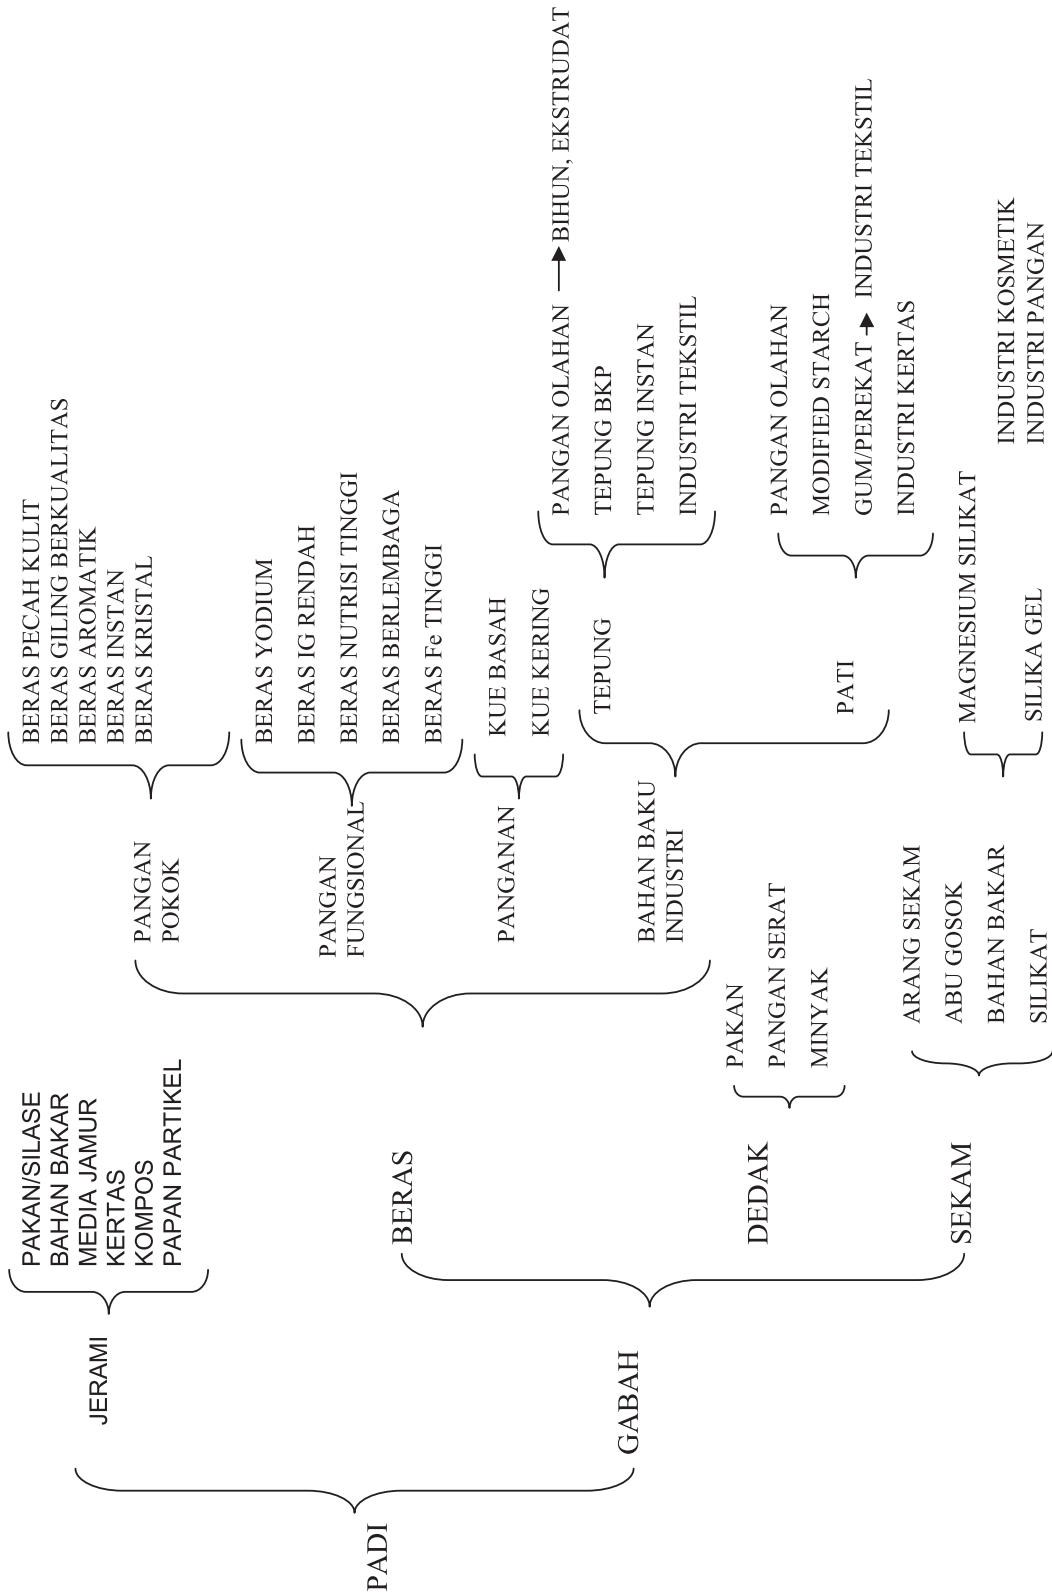 PADI
JERAMI
PAKAN/SILASE
BAHAN BAKAR
MEDIA JAMUR
KERTAS
KOMPOS
PAPAN PARTIKEL
GABAH
BERAS
PANGAN
POKOK
BERAS PECAH KULIT
BERAS GILING BERKUALITAS
BERAS AROMATIK
BERAS INSTAN
BERAS KRISTAL
PANGAN
FUNGSIONAL
BERAS YODIUM
BERAS IG RENDAH
BERAS NUTRISI TINGGI
BERAS BERLEMBAGA
BERAS Fe TINGGI
PANGANAN
KUE BASAH
KUE KERING
BAHAN BAKU
INDUSTRI
TEPUNG
PANGAN OLAHAN → BIHUN, EKSTRUDAT
TEPUNG BKP
TEPUNG INSTAN
INDUSTRI TEKSTIL
PATI
PANGAN OLAHAN
MODIFIED STARCH
GUM/PEREKAT → INDUSTRI TEKSTIL
INDUSTRI KERTAS
DEDAK
PAKAN
PANGAN SERAT
MINYAK
SEKAM
ARANG SEKAM
ABU GOSOK
BAHAN BAKAR
SILIKAT
MAGNESIUM SILIKAT
SILIKA GEL
INDUSTRI KOSMETIK
INDUSTRI PANGAN